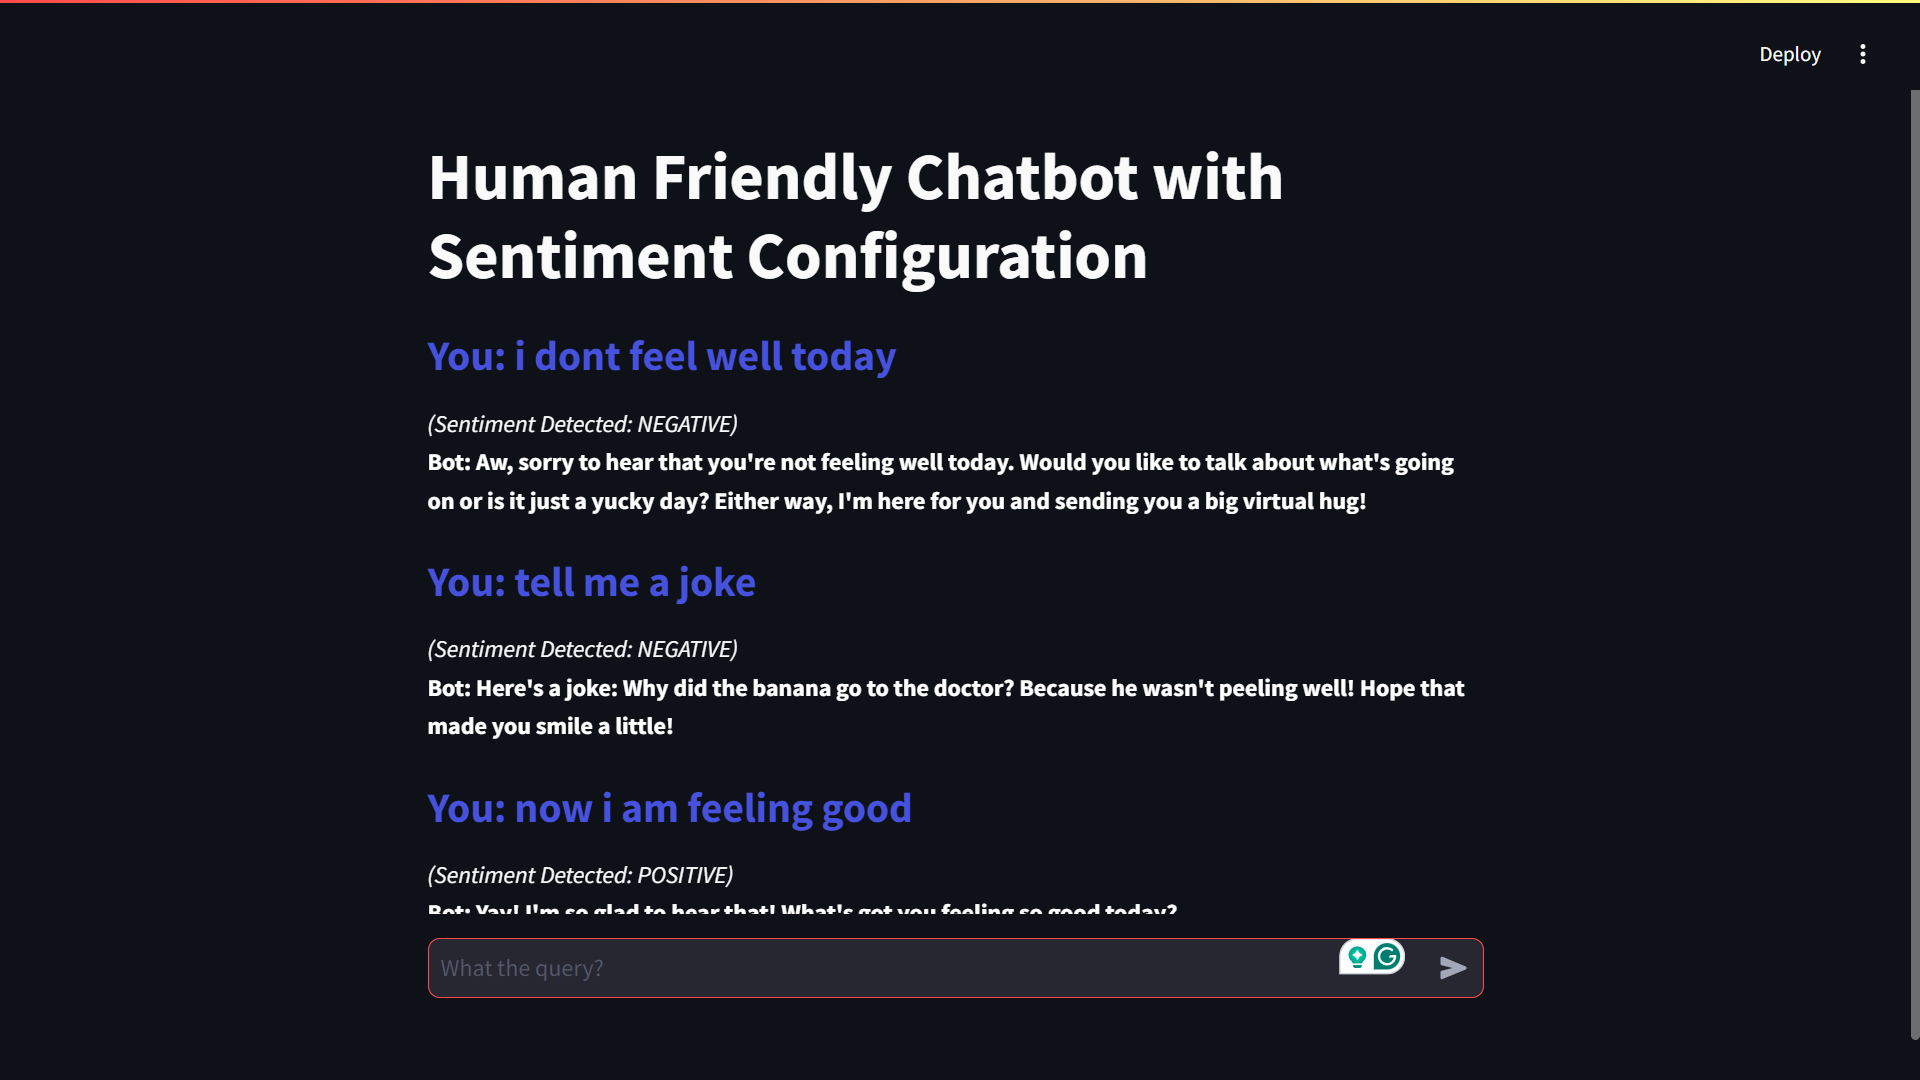 Deploy
Human Friendly Chatbot with
Sentiment Configuration
You: i dont feel well today
(Sentiment Detected: NEGATIVE)
Bot: Aw, sorry to hear that you're not feeling well today. Would you like to talk about what's going
on or is it just a yucky day? Either way, I'm here for you and sending you a big virtual hug!
You: tell me a joke
(Sentiment Detected: NEGATIVE)
Bot: Here's a joke: Why did the banana go to the doctor? Because he wasn't peeling well! Hope that
made you smile a little!
You: now i am feeling good
(Sentiment Detected: POSITIVE)
Bot: Yay! I'm so glad to hear that! What's got you feeling so good today?
What the query?